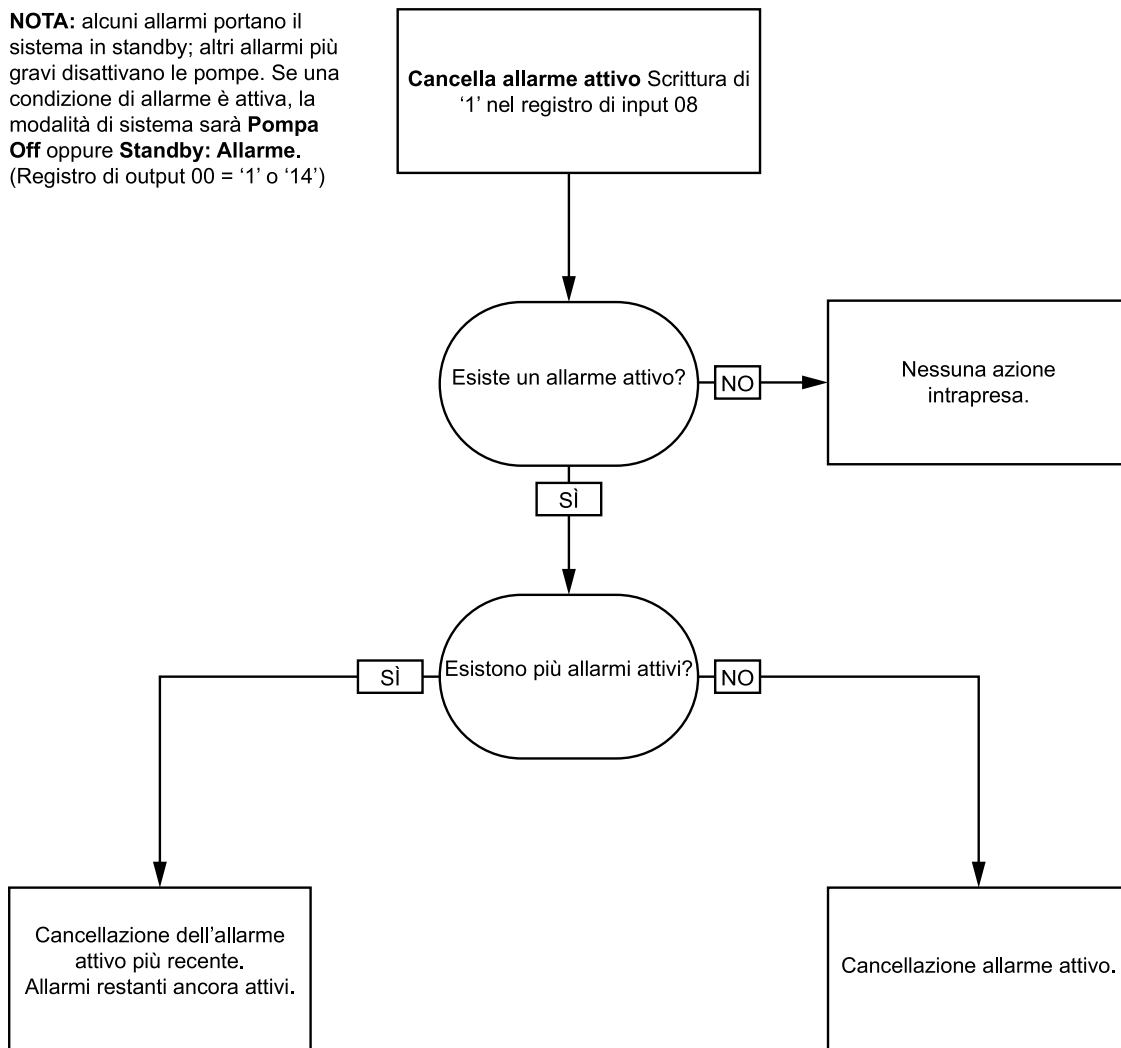 NOTA: alcuni allarmi portano il
sistema in standby; altri allarmi più
gravi disattivano le pompe. Se una
condizione di allarme è attiva, la
modalità di sistema sarà Pompa
Off oppure Standby: Allarme.
(Registro di output 00 = ‘1’ o ‘14’)
Cancella allarme attivo Scrittura di
‘1’ nel registro di input 08
Esiste un allarme attivo?
NO
Nessuna azione
intrapresa.
SÌ
Esistono più allarmi attivi?
SÌ
NO
Cancellazione dell’allarme
attivo più recente.
Allarmi restanti ancora attivi.
Cancellazione allarme attivo.